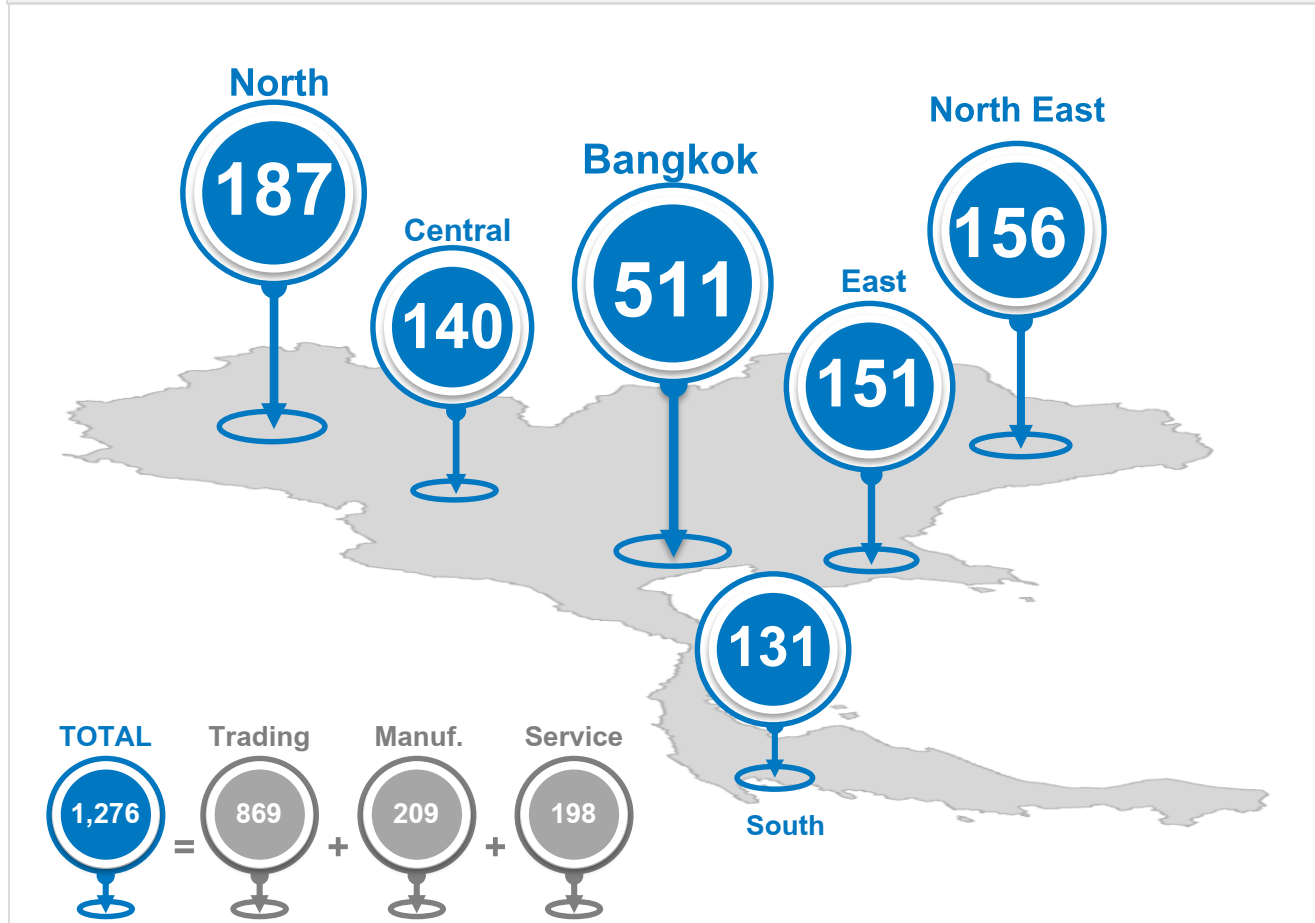 North
187
Central
140
Bangkok
511
East
151
North East
156
131
South
TOTAL Trading Manuf. Service
1,276 = 869 + 209 + 198